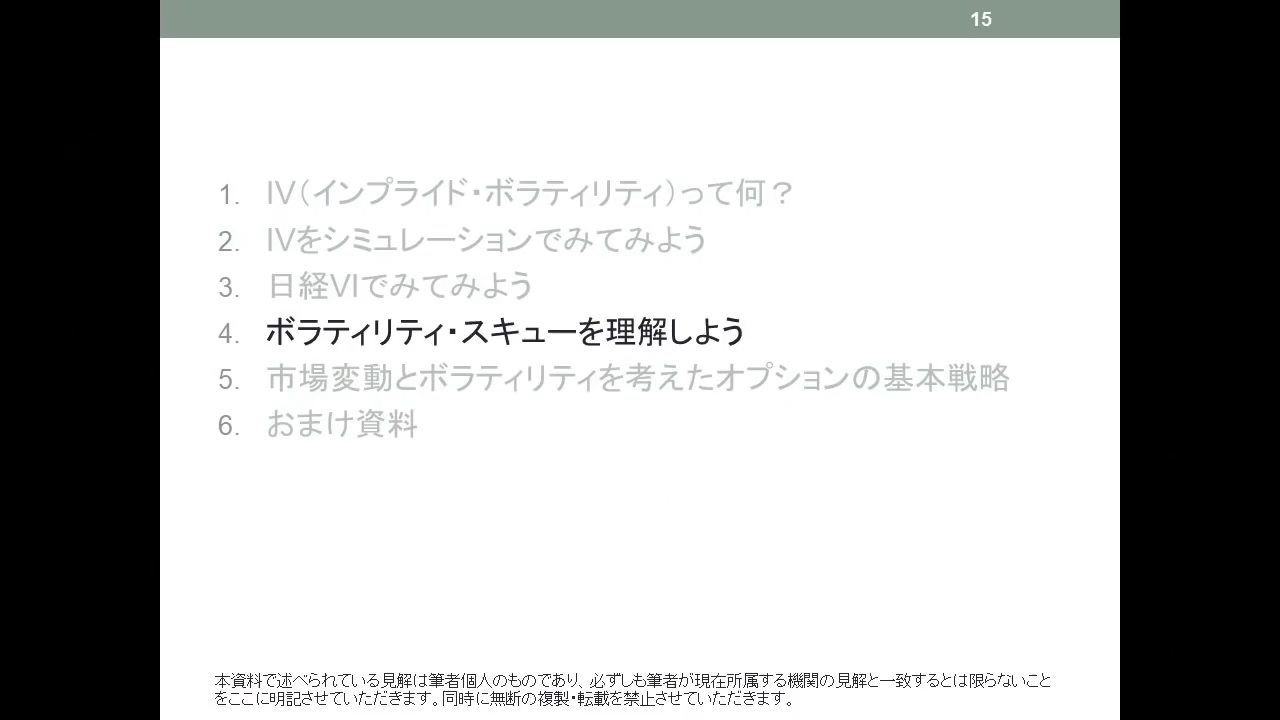 15
1. IV（インプライド・ボラティリティ）って何？
2. IVをシミュレーションでみてみよう
3. 日経VIでみてみよう
4. ボラティリティ・スキューを理解しよう
5. 市場変動とボラティリティを考えたオプションの基本戦略
6. おまけ資料
本資料で述べられている見解は筆者個人のものであり、必ずしも筆者が現在所属する機関の見解と一致するとは限らないこと
をここに明記させていただきます。同時に無断の複製・転載を禁止させていただきます。